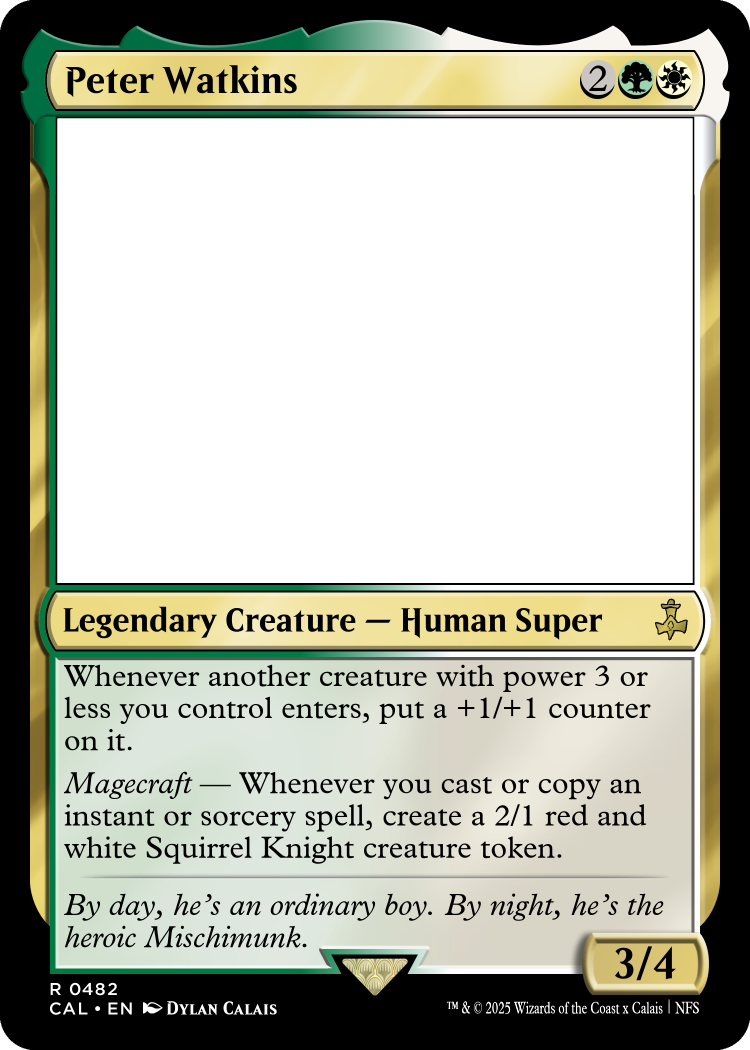 Peter Watkins 2
Legendary Creature — Human Super
Whenever another creature with power 3 or
less you control enters, put a +1/+1 counter
on it.
Magecraft — Whenever you cast or copy an
instant or sorcery spell, create a 2/1 red and
white Squirrel Knight creature token.
By day, he's an ordinary boy. By night, he's the
heroic Mischimunk.
3/4
R 0482
CAL • EN DYLAN CALAIS
™ & © 2025 Wizards of the Coast x Calais | NFS